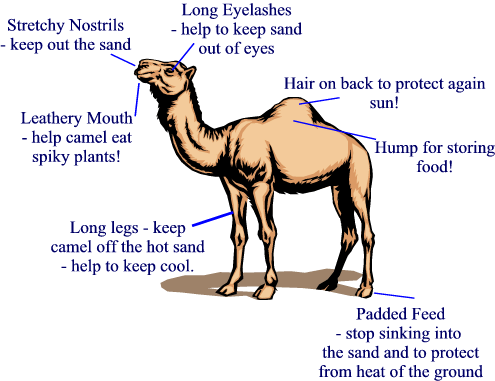 Long Eyelashes
- help to keep sand
out of eyes
Stretchy Nostrils
- keep out the sand
Leathery Mouth
- help camel eat
spiky plants!
Hair on back to protect again
sun!
Hump for storing
food!
Long legs - keep
camel off the hot sand
- help to keep cool.
Padded Feed
- stop sinking into
the sand and to protect
from heat of the ground